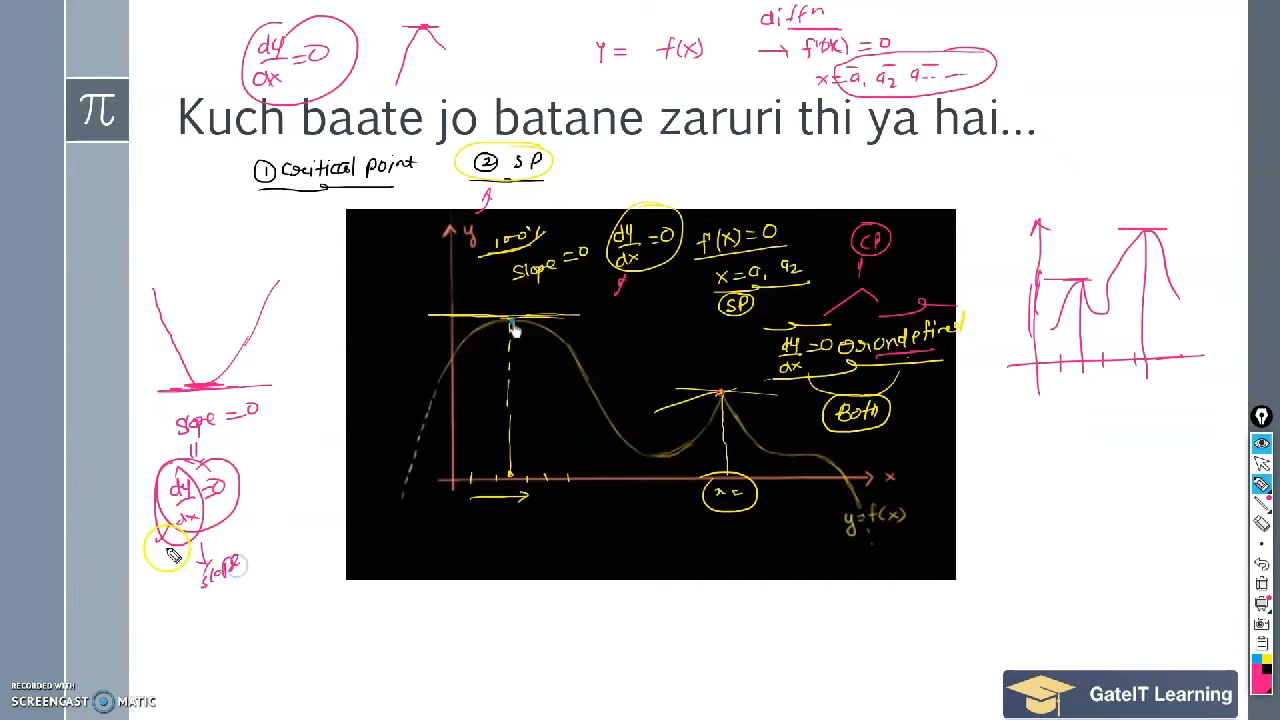 dy/dx = 0
diffn
y = f(x) → f'(x) = 0
x = a, a2 a
π
Kuch baate jo batane zaruri thi ya hai...
① Critical point ② SP
y
100%
Slope = 0
dy/dx = 0
f'(x) = 0
x = a, a2
SP
CP
dy/dx = 0 or undefined
Both
x =
x
y = f(x)
Slope = 0
dy/dx = 0
slope
RECORDED WITH
SCREENCAST MATIC
GateIT Learning